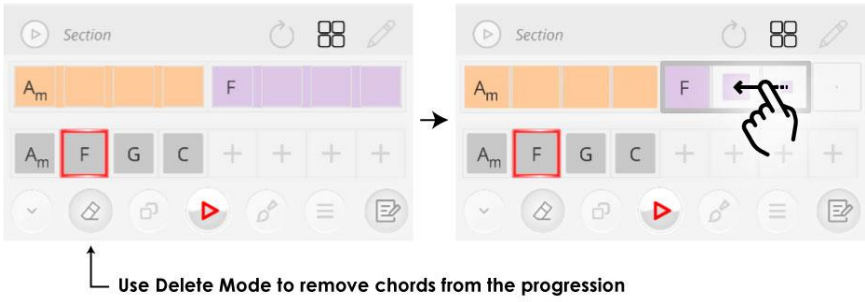 Section
Am F
Am F G C + + + +
Section
Am F
Am F G C + + + +
Use Delete Mode to remove chords from the progression